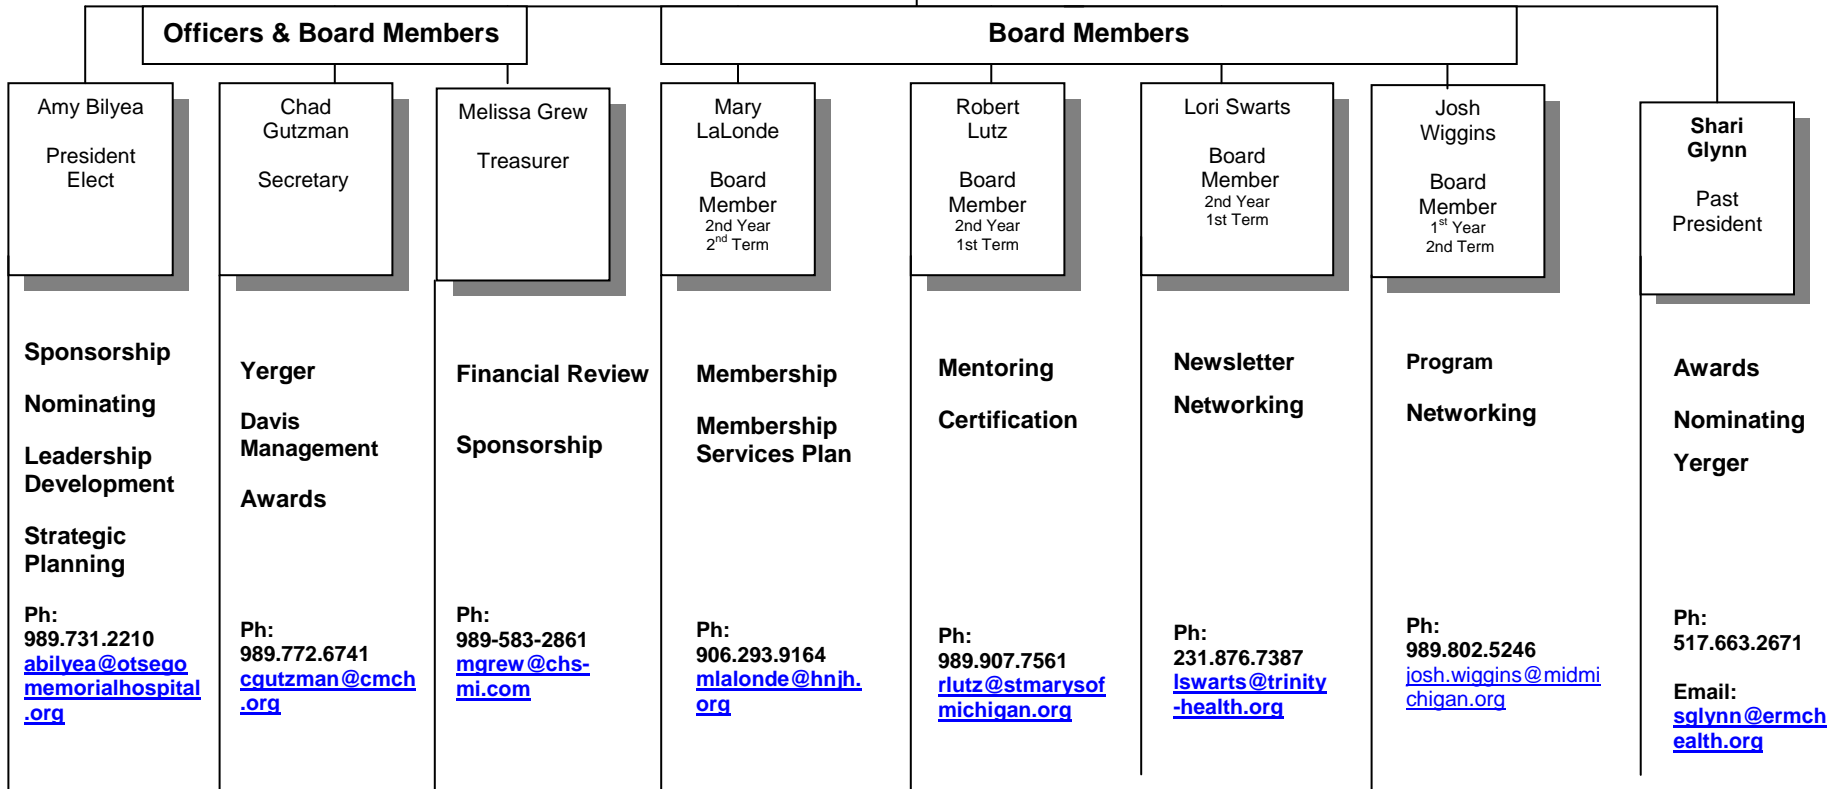 Officers & Board Members
Board Members
Amy Bilyea
President
Elect
Chad
Gutzman
Secretary
Melissa Grew
Treasurer
Mary
LaLonde
Board
Member
2nd Year
2nd Term
Robert
Lutz
Board
Member
2nd Year
1st Term
Lori Swarts
Board
Member
2nd Year
1st Term
Josh
Wiggins
Board
Member
1st Year
2nd Term
Shari
Glynn
Past
President
Sponsorship
Nominating
Leadership
Development
Strategic
Planning
Ph:
989.731.2210
abilyea@otsego
memorialhospital
.org
Yerger
Davis
Management
Awards
Ph:
989.772.6741
cgutzman@cmch
.org
Financial Review
Sponsorship
Ph:
989-583-2861
mgrew@chs-
mi.com
Membership
Membership
Services Plan
Ph:
906.293.9164
mlalonde@hnjh.
org
Mentoring
Certification
Ph:
989.907.7561
rlutz@stmarysof
michigan.org
Newsletter
Networking
Ph:
231.876.7387
lswarts@trinity
-health.org
Program
Networking
Ph:
989.802.5246
josh.wiggins@midmi
chigan.org
Awards
Nominating
Yerger
Ph:
517.663.2671
Email:
sglynn@ermch
ealth.org